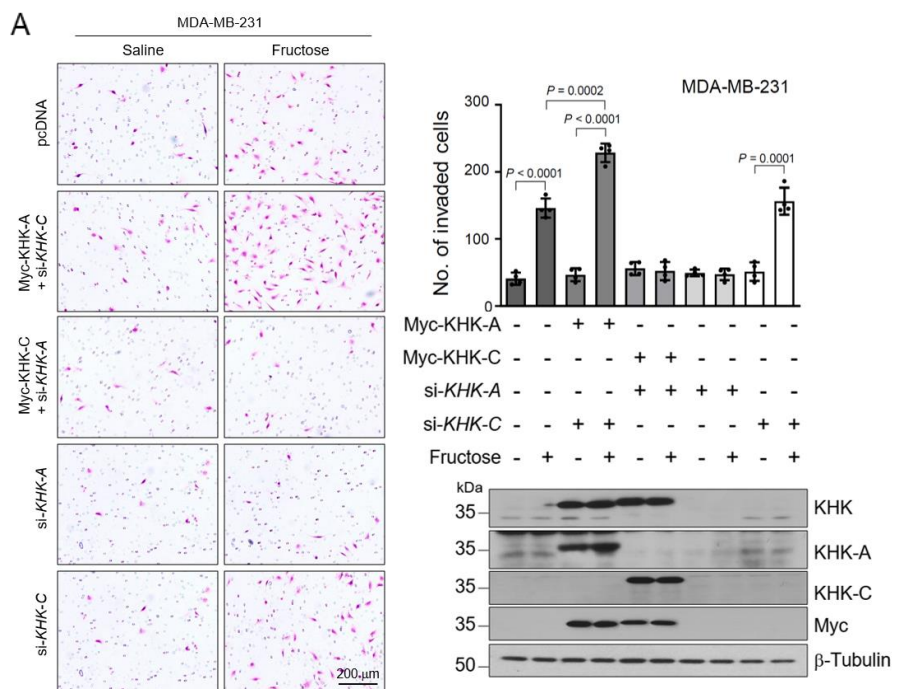 A
MDA-MB-231
Saline
Fructose
pcDNA
Myc-KHK-A
+ si-KHK-C
Myc-KHK-C
+ si-KHK-A
si-KHK-A
si-KHK-C
200 µm
MDA-MB-231
No. of invaded cells
300
200
100
0
P < 0.0001
P = 0.0002
P < 0.0001
P = 0.0001
Myc-KHK-A - - + + - - - - - -
Myc-KHK-C - - - - + + - - - -
si-KHK-A - - - - + + + + - -
si-KHK-C - - + + - - - - + +
Fructose - + - + - + - + - +
kDa
35 KHK
35 KHK-A
35 KHK-C
35 Myc
50 β-Tubulin